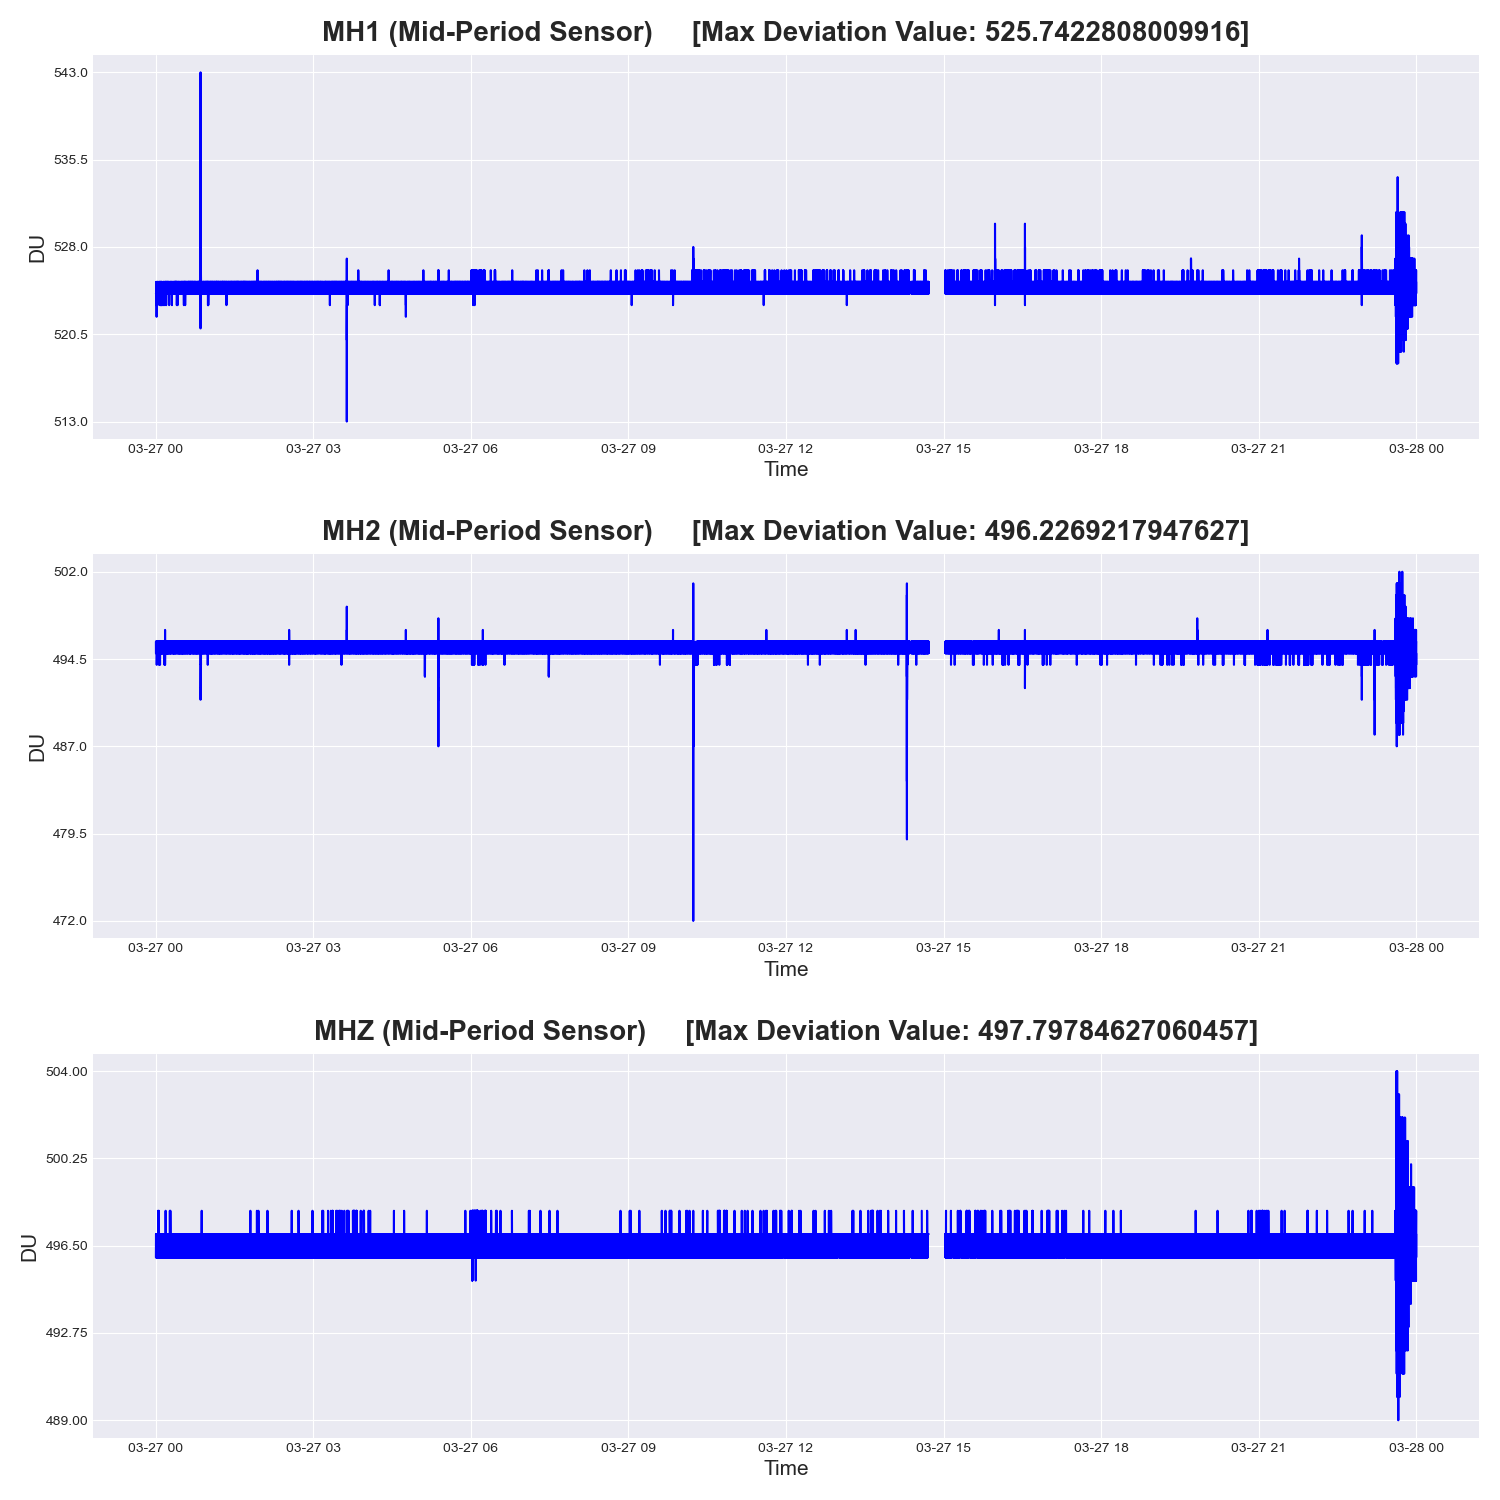 MH1 (Mid-Period Sensor) [Max Deviation Value: 525.7422808009916]
543.0
535.5
528.0
520.5
513.0
DU
03-27 00 03-27 03 03-27 06 03-27 09 03-27 12 03-27 15 03-27 18 03-27 21 03-28 00
Time
MH2 (Mid-Period Sensor) [Max Deviation Value: 496.2269217947627]
502.0
494.5
487.0
479.5
472.0
DU
03-27 00 03-27 03 03-27 06 03-27 09 03-27 12 03-27 15 03-27 18 03-27 21 03-28 00
Time
MHZ (Mid-Period Sensor) [Max Deviation Value: 497.79784627060457]
504.00
500.25
496.50
492.75
489.00
DU
03-27 00 03-27 03 03-27 06 03-27 09 03-27 12 03-27 15 03-27 18 03-27 21 03-28 00
Time